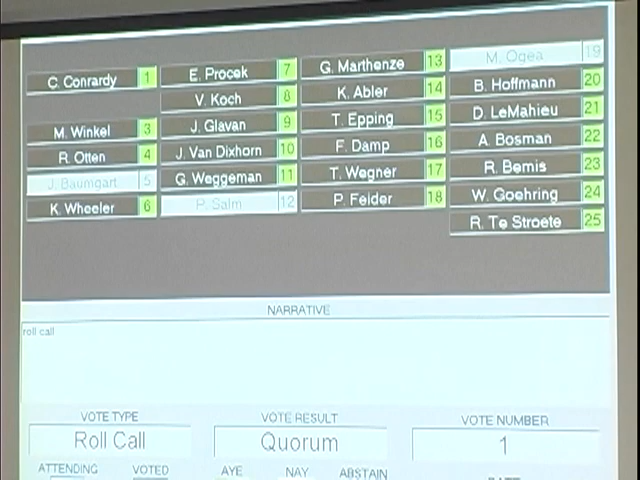 C. Conrardy 1
M. Winkel 3
R. Otten 4
J. Baumgart 5
K. Wheeler 6
E. Procek 7
V. Koch 8
J. Glavan 9
J. Van Dixhorn 10
G. Weggeman 11
P. Salm 12
G. Marthenze 13
K. Abler 14
T. Epping 15
F. Damp 16
T. Wegner 17
P. Felder 18
M. Ogea 19
B. Hoffmann 20
D. LeMahieu 21
A. Bosman 22
R. Bemis 23
W. Goehring 24
R. Te Stroete 25
NARRATIVE
roll call
VOTE TYPE
Roll Call
VOTE RESULT
Quorum
VOTE NUMBER
1
ATTENDING VOTED AYE NAY ABSTAIN